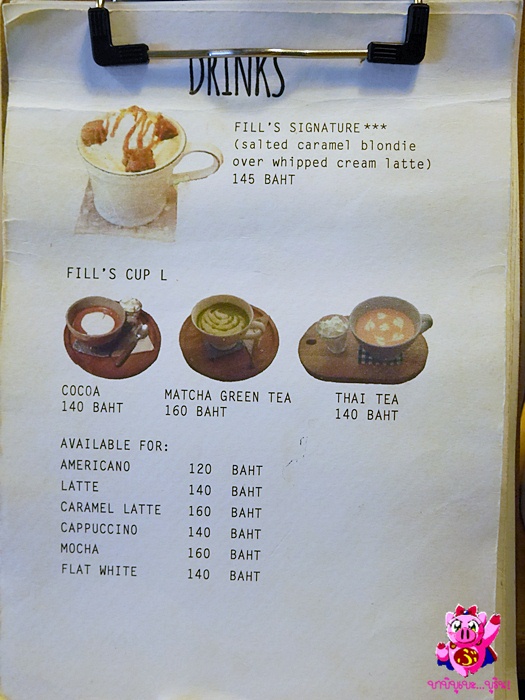 DRINKS
FILL'S SIGNATURE***
(salted caramel blondie
over whipped cream latte)
145 BAHT
FILL'S CUP L
COCOA
140 BAHT
MATCHA GREEN TEA
160 BAHT
THAI TEA
140 BAHT
AVAILABLE FOR:
AMERICANO 120 BAHT
LATTE 140 BAHT
CARAMEL LATTE 160 BAHT
CAPPUCCINO 140 BAHT
MOCHA 160 BAHT
FLAT WHITE 140 BAHT